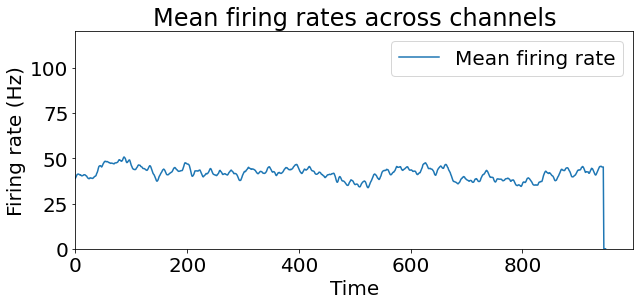 Mean firing rates across channels
Mean firing rate
Firing rate (Hz)
100
75
50
25
0
0 200 400 600 800
Time